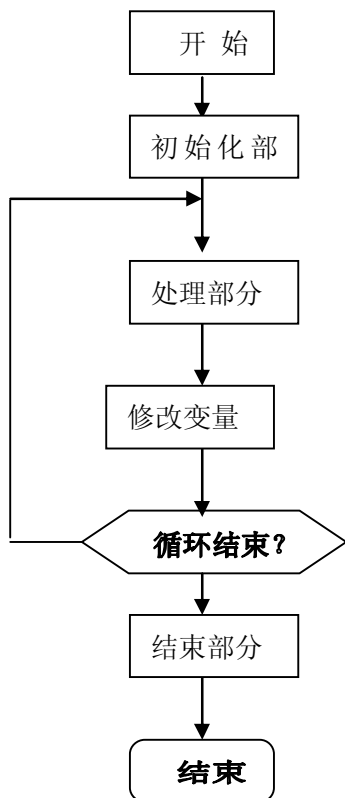 开 始
初始化部
处理部分
修改变量
循环结束?
结束部分
结束